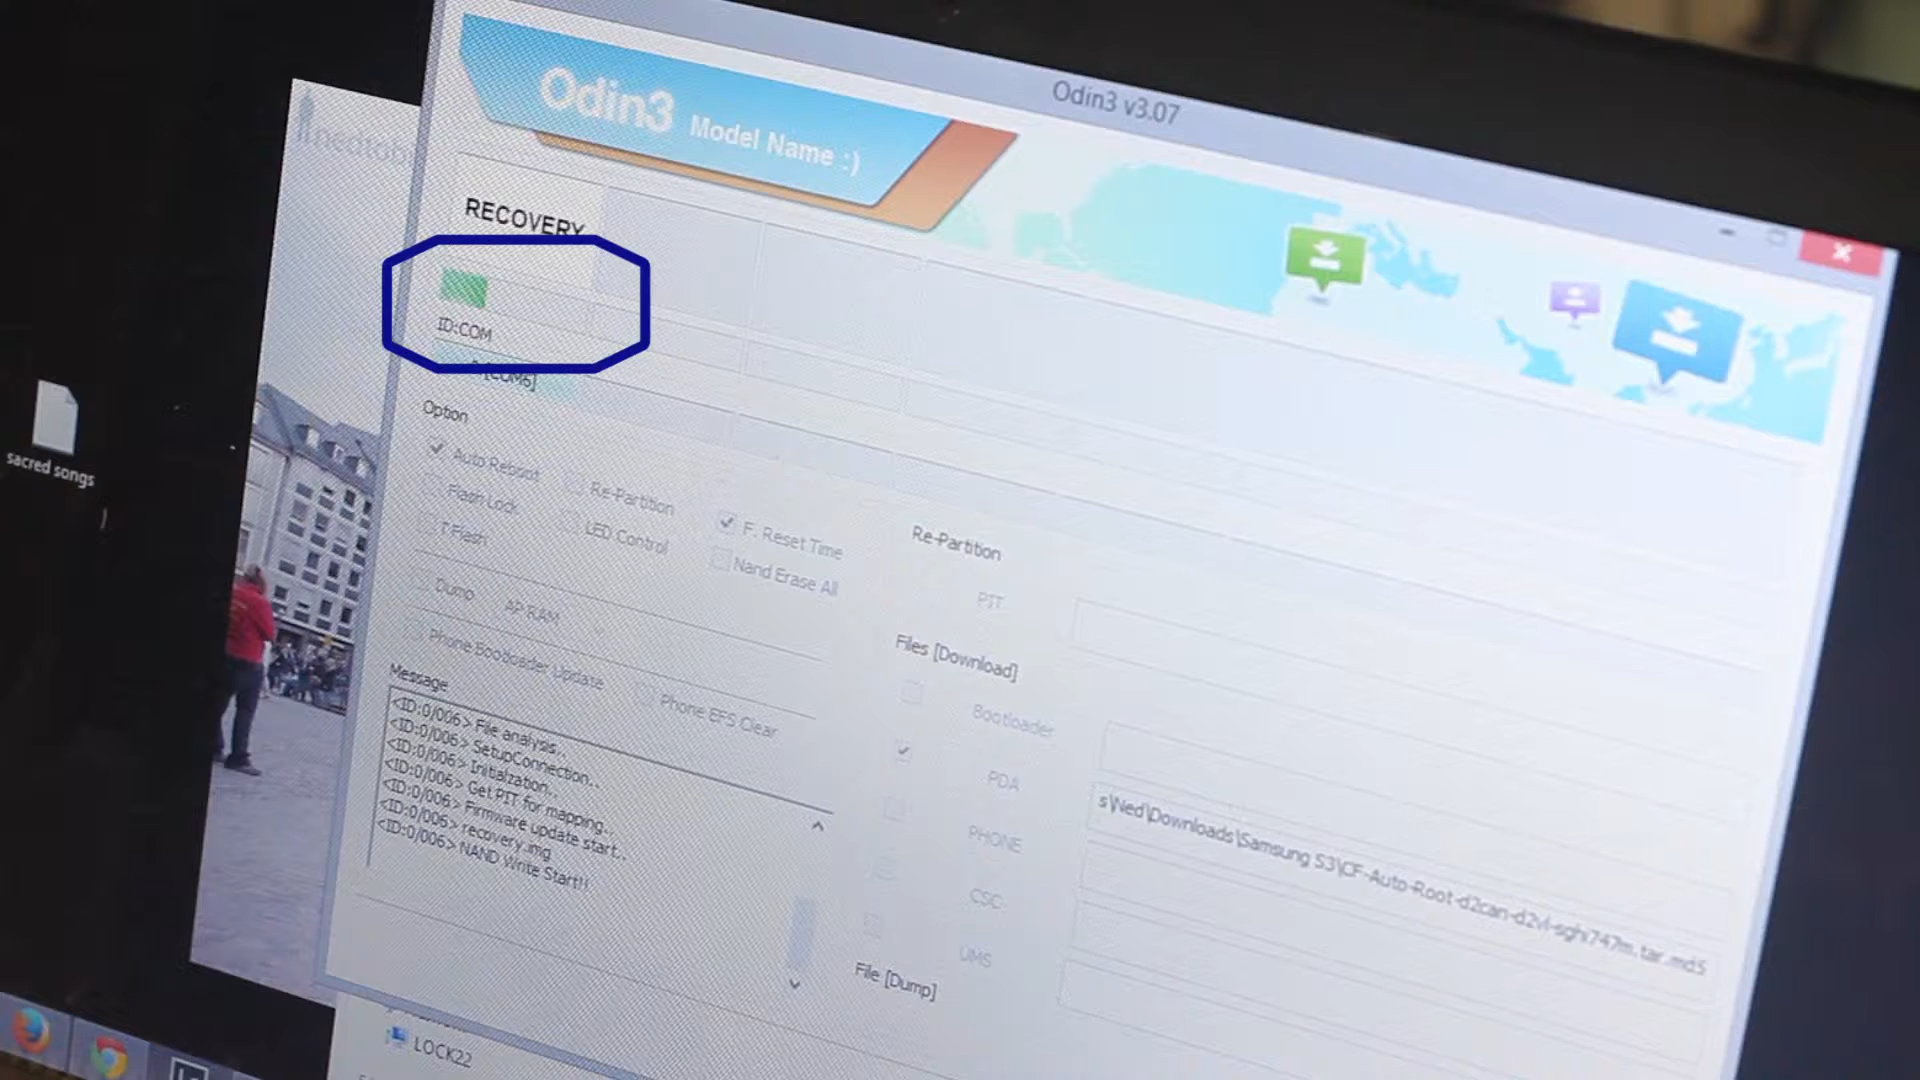 Odin3 v3.07
Odin3 Model Name :)
RECOVERY
ID:COM
[COM6]
sacred songs
Option
Auto Reboot
Re-Partition
F. Reset Time
Flash Lock
LED Control
Nand Erase All
T Flash
Dump
AP RAM
Phone Bootloader Update
Phone EFS Clear
Message
<ID:0/006> File analysis..
<ID:0/006> SetupConnection..
<ID:0/006> Initialzation..
<ID:0/006> Get PIT for mapping..
<ID:0/006> Firmware update start..
<ID:0/006> recovery.img
<ID:0/006> NAND Write Start!!
Re-Partition
PIT
Files [Download]
Bootloader
PDA
s\Ned\Downloads\Samsung S3\CF-Auto-Root-d2can-d2vl-sghi747m.tar.md5
PHONE
CSC
UMS
File [Dump]
LOCK22